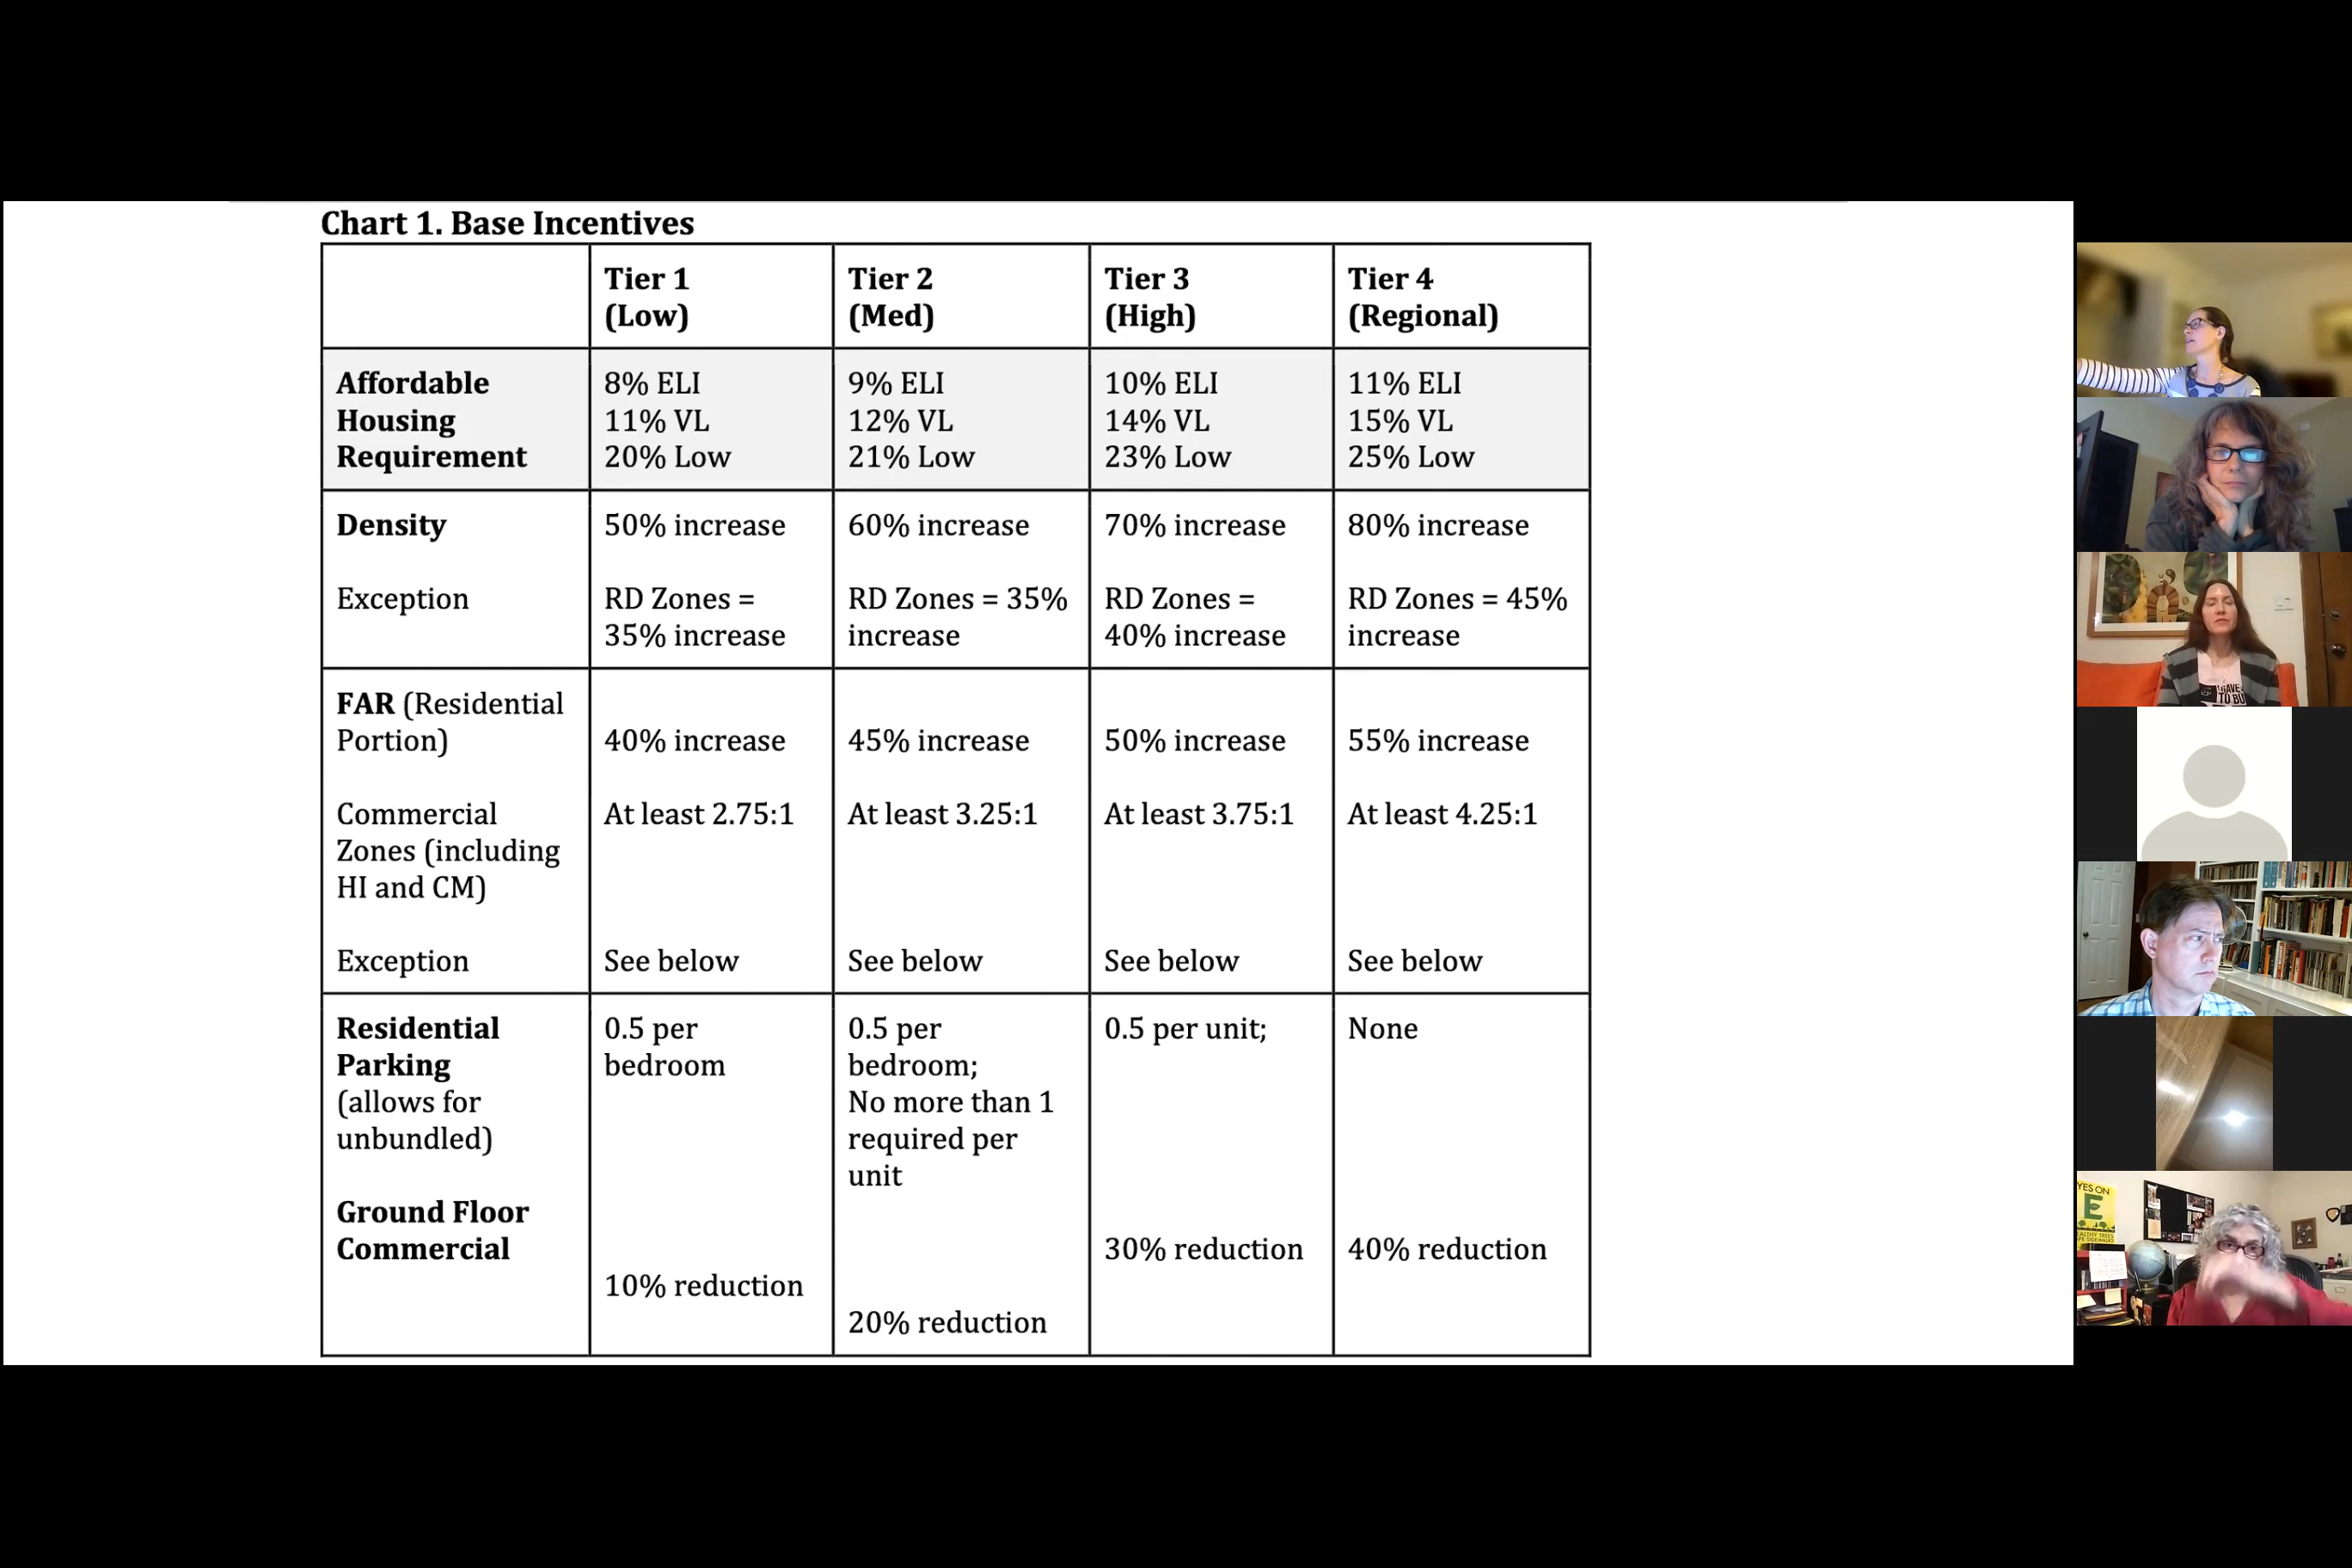 Chart 1. Base Incentives
Tier 1
(Low)
Tier 2
(Med)
Tier 3
(High)
Tier 4
(Regional)
Affordable
Housing
Requirement
8% ELI
11% VL
20% Low
9% ELI
12% VL
21% Low
10% ELI
14% VL
23% Low
11% ELI
15% VL
25% Low
Density
50% increase
60% increase
70% increase
80% increase
Exception
RD Zones =
35% increase
RD Zones = 35%
increase
RD Zones =
40% increase
RD Zones = 45%
increase
FAR (Residential
Portion)
40% increase
45% increase
50% increase
55% increase
Commercial
Zones (including
HI and CM)
At least 2.75:1
At least 3.25:1
At least 3.75:1
At least 4.25:1
Exception
See below
See below
See below
See below
Residential
Parking
(allows for
unbundled)
0.5 per
bedroom
0.5 per
bedroom;
No more than 1
required per
unit
0.5 per unit;
None
Ground Floor
Commercial
10% reduction
20% reduction
30% reduction
40% reduction
GAVE
TO BU
YES ON
E